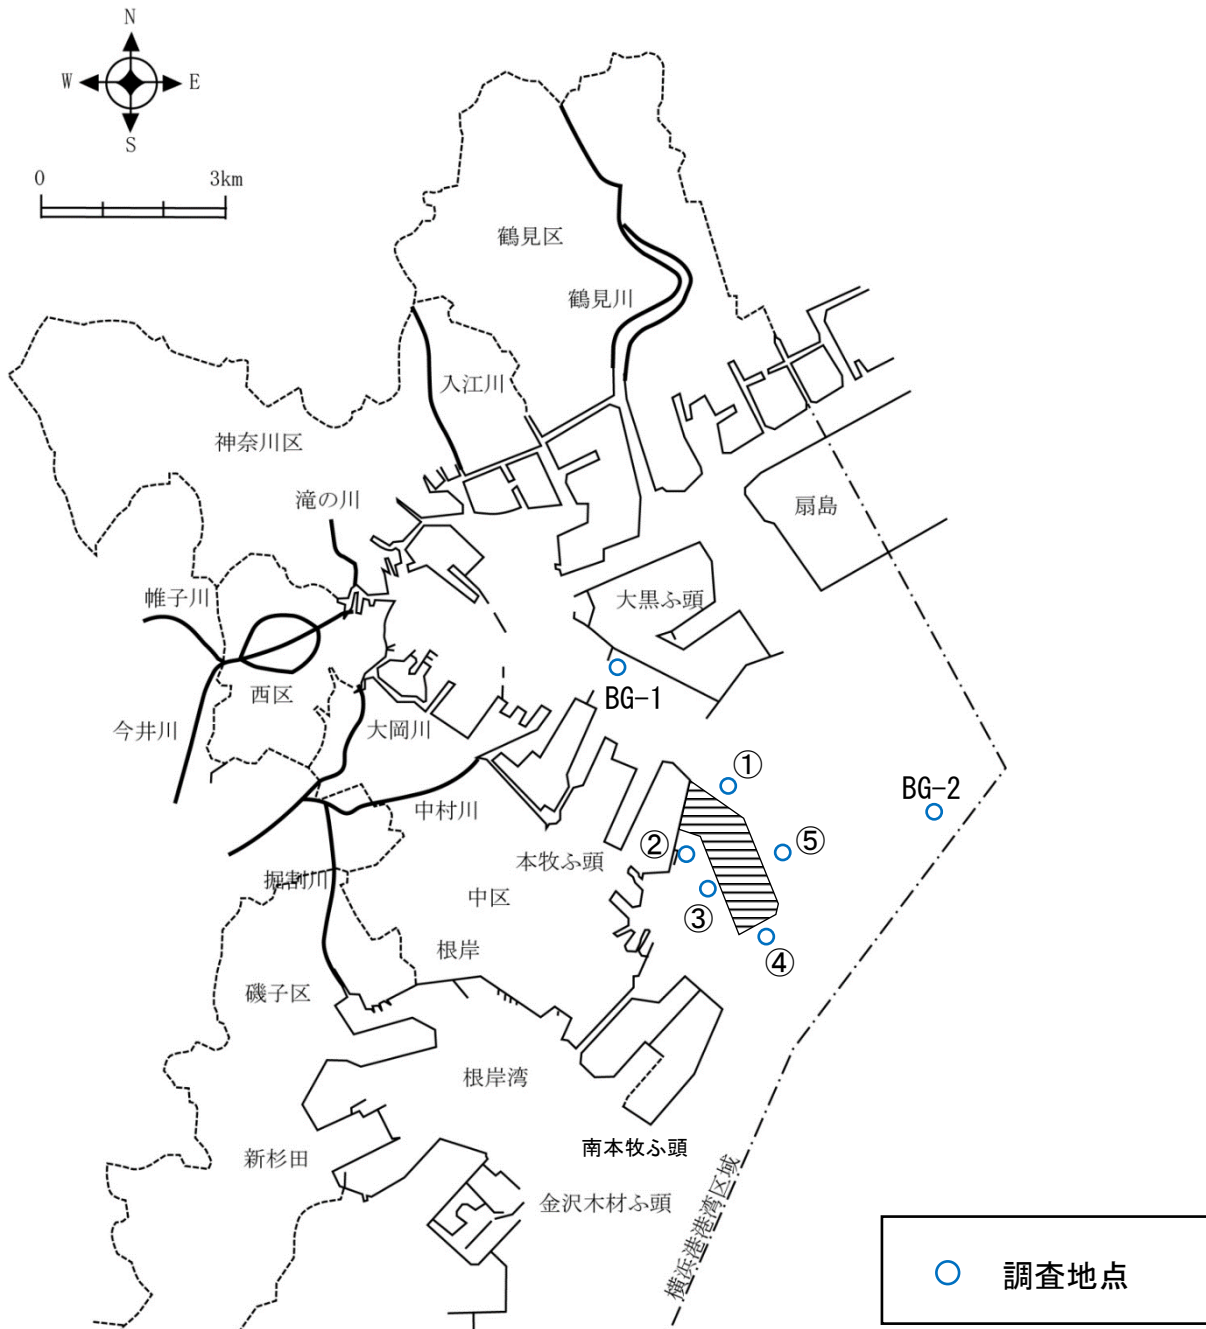 N
W E
S
0 3km
鶴見区
鶴見川
入江川
神奈川区
滝の川
扇島
帷子川
大黒ふ頭
西区
BG-1
今井川
大岡川
①
BG-2
中村川
⑤
②
本牧ふ頭
掘割川
中区
③
根岸
④
磯子区
根岸湾
南本牧ふ頭
新杉田
金沢木材ふ頭
横浜港港湾区域
調査地点